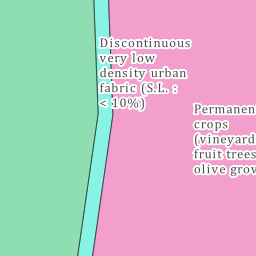 Discontinuous
very low
density urban
fabric (S.L. :
< 10%)
Permanen
crops
(vineyard
fruit trees
olive grov